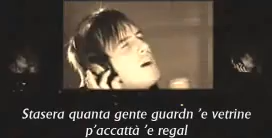 Stasera quanta gente guardn 'e vetrine
p'accattà 'e regal